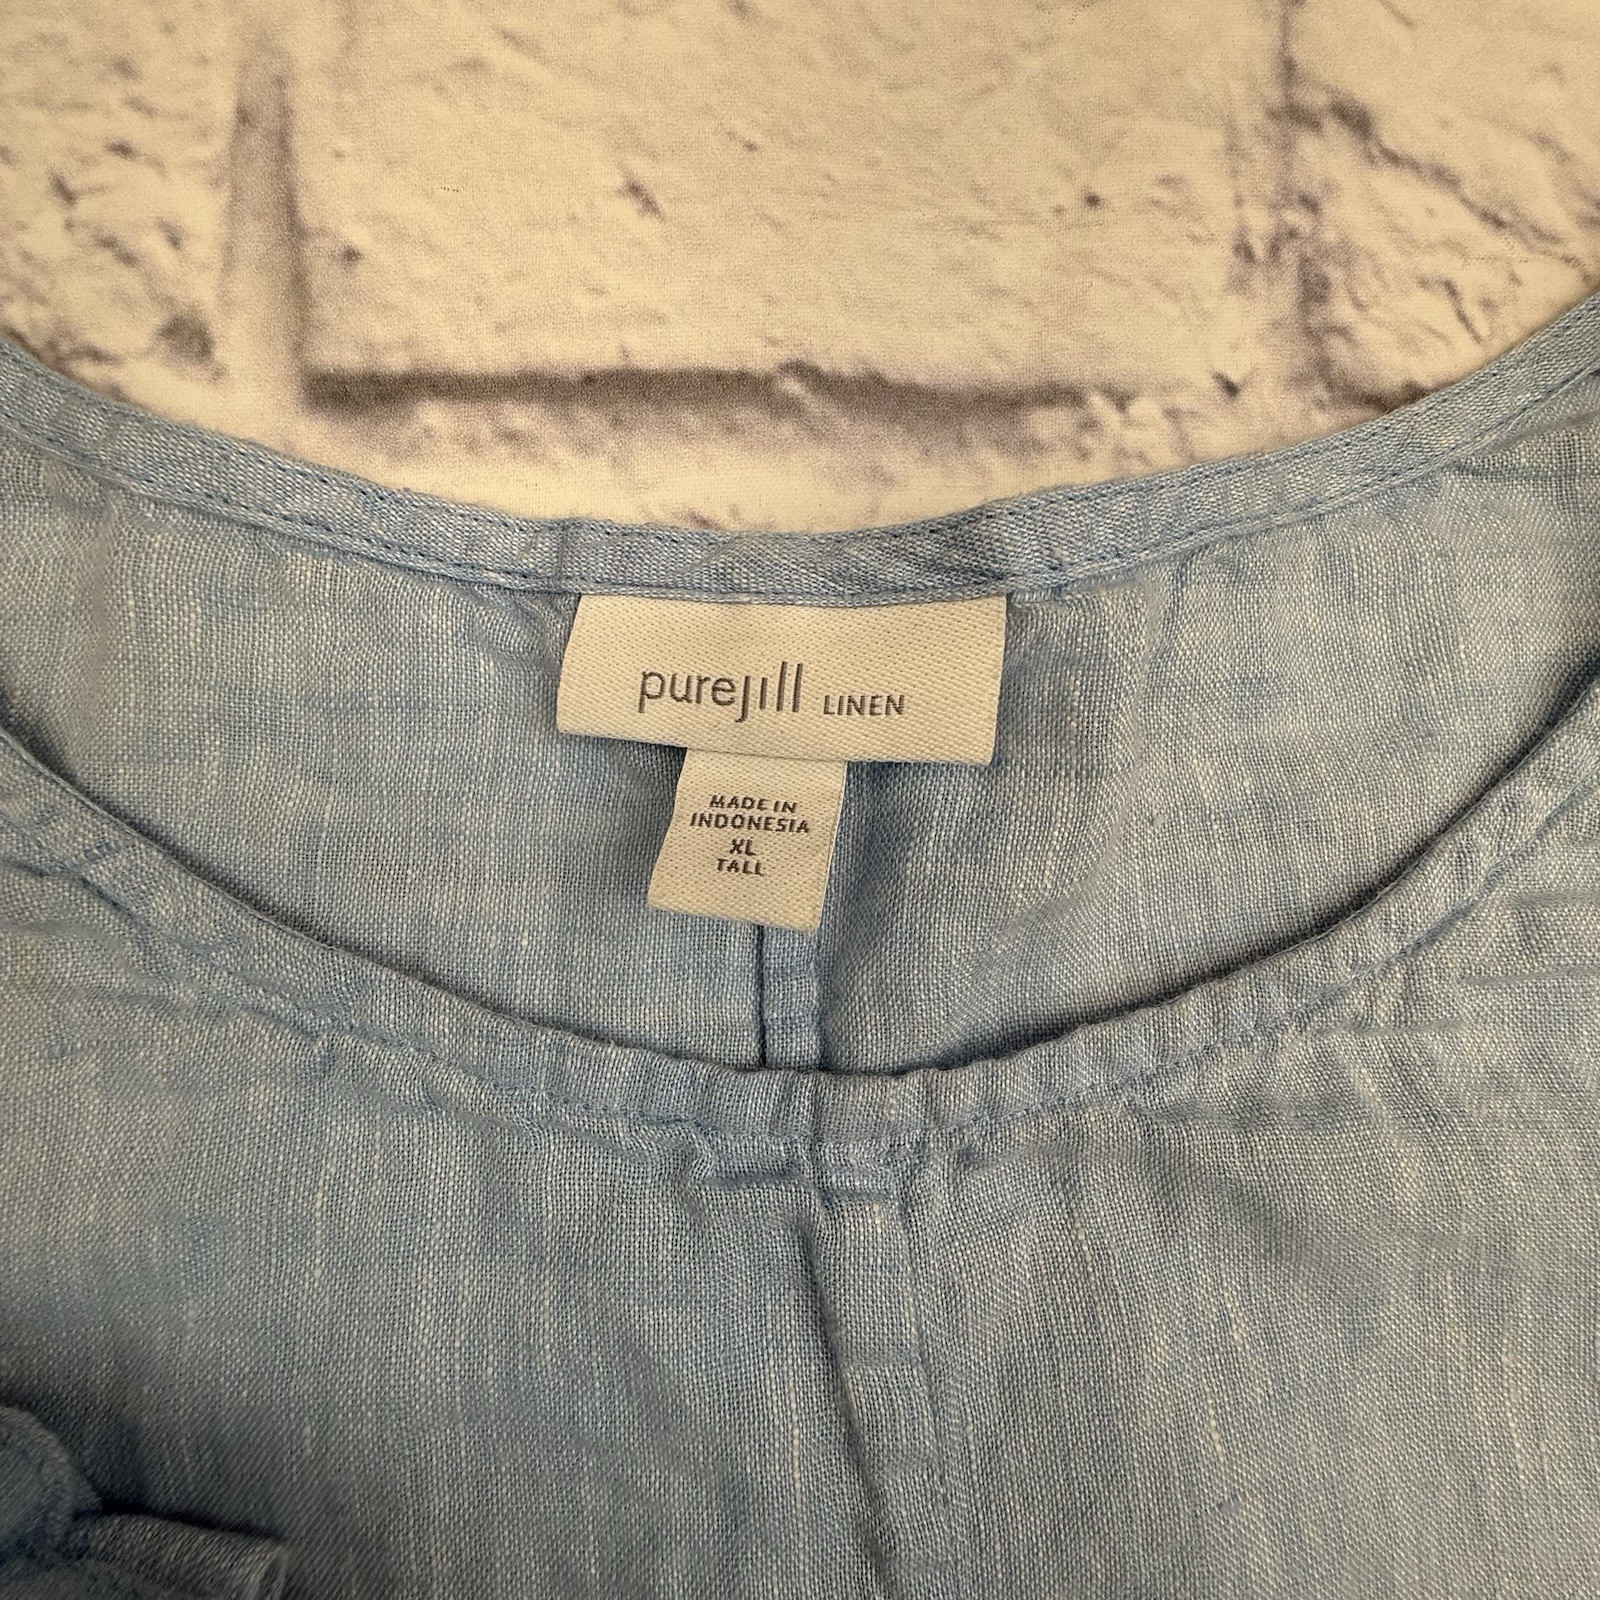 purejill LINEN
MADE IN
INDONESIA
XL
TALL